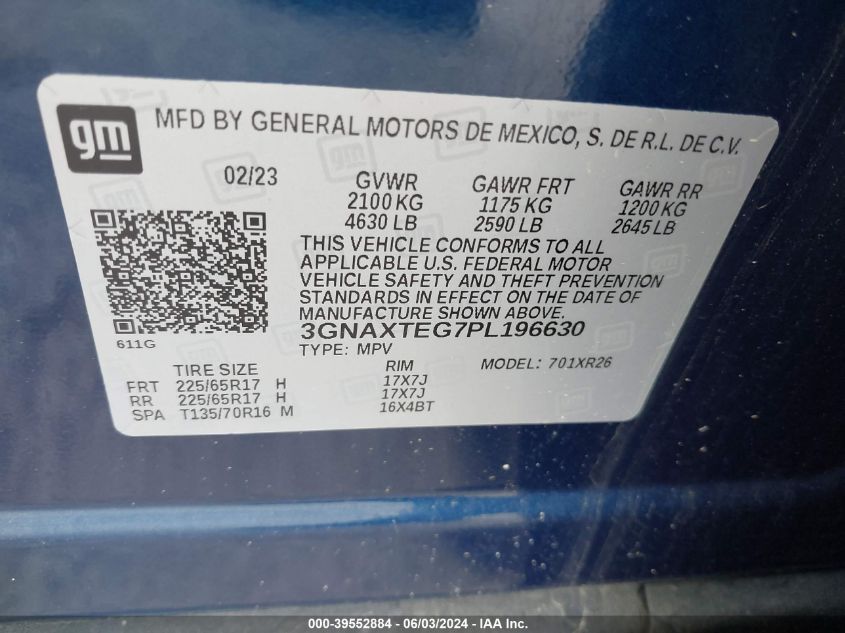 gm
MFD BY GENERAL MOTORS DE MEXICO, S. DE R.L. DE C.V.
02/23
GVWR GAWR FRT GAWR RR
2100 KG 1175 KG 1200 KG
4630 LB 2590 LB 2645 LB
THIS VEHICLE CONFORMS TO ALL
APPLICABLE U.S. FEDERAL MOTOR
VEHICLE SAFETY AND THEFT PREVENTION
STANDARDS IN EFFECT ON THE DATE OF
MANUFACTURE SHOWN ABOVE.
3GNAXTEG7PL196630
611G
TYPE: MPV MODEL: 701XR26
TIRE SIZE RIM
FRT 225/65R17 H 17X7J
RR 225/65R17 H 17X7J
SPA T135/70R16 M 16X4BT
000-39552884 / 06/03/2024 - IAA Inc.